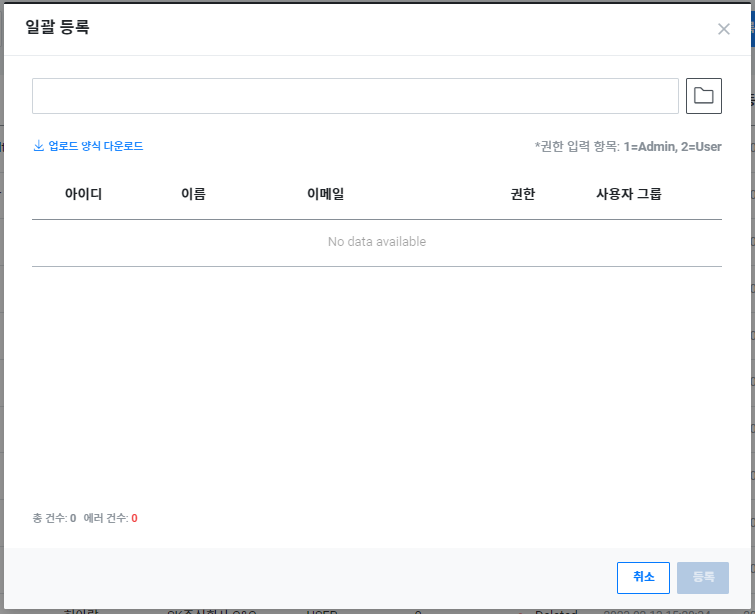 일괄 등록
업로드 양식 다운로드
*권한 입력 항목: 1=Admin, 2=User
아이디 이름 이메일 권한 사용자 그룹
No data available
총 건수: 0 에러 건수: 0
취소 등록